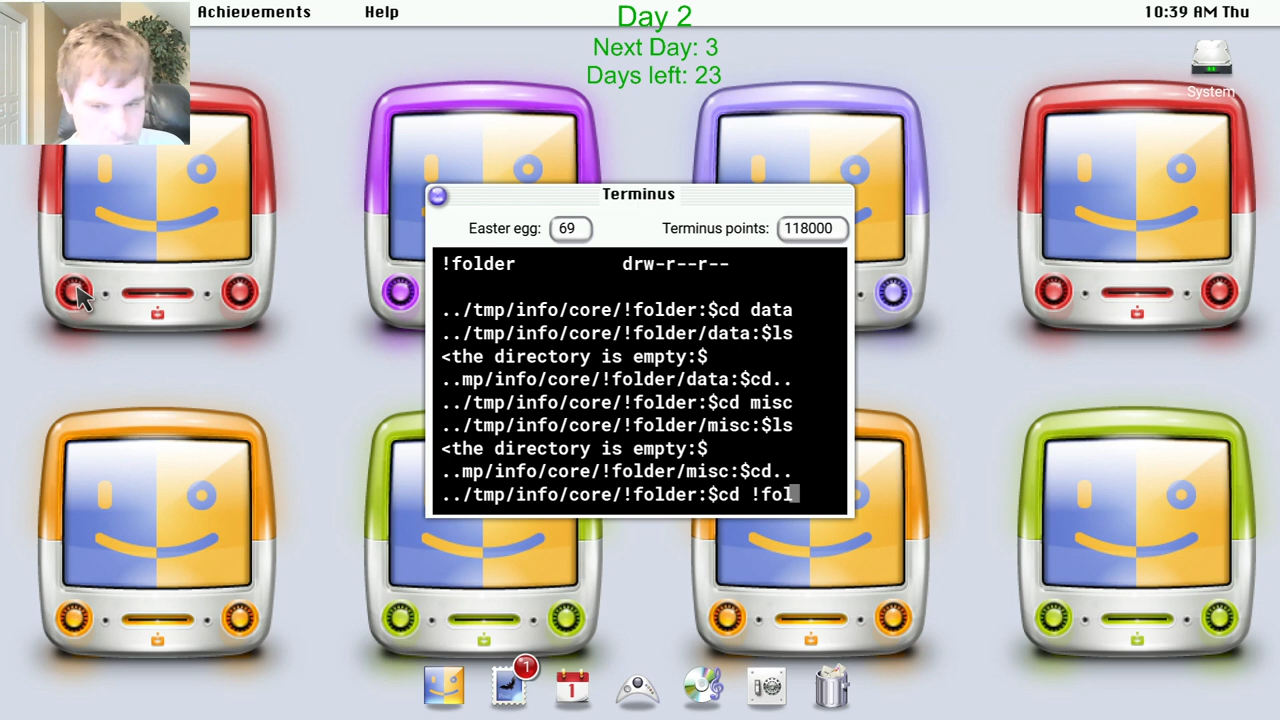 Achievements Help
Day 2
10:39 AM Thu
Next Day: 3
Days left: 23
System
Terminus
Easter egg: 69 Terminus points: 118000
!folder drw-r--r--
../tmp/info/core/!folder:$cd data
../tmp/info/core/!folder/data:$ls
<the directory is empty:$
..mp/info/core/!folder/data:$cd..
../tmp/info/core/!folder:$cd misc
../tmp/info/core/!folder/misc:$ls
<the directory is empty:$
..mp/info/core/!folder/misc:$cd..
../tmp/info/core/!folder:$cd !fol
1
1